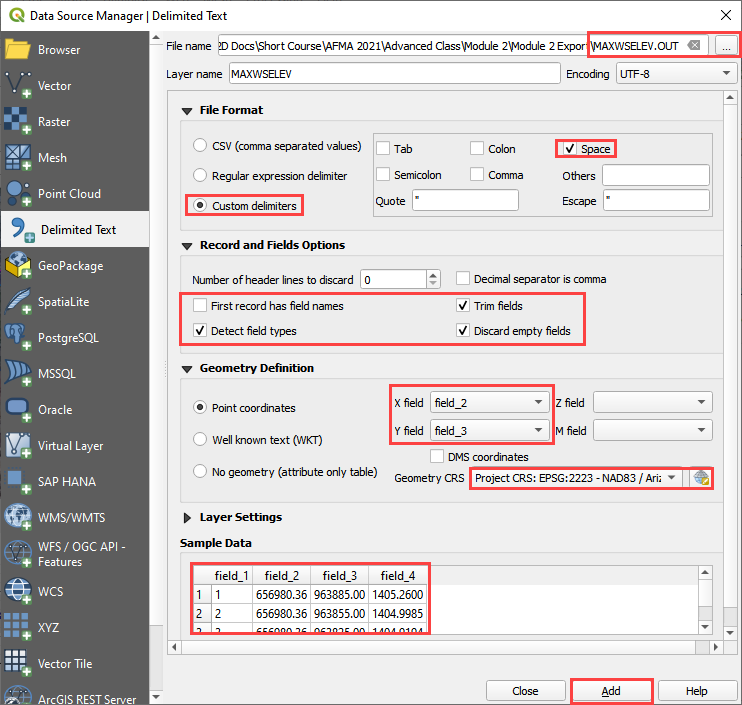 Data Source Manager | Delimited Text
Browser
Vector
Raster
Mesh
Point Cloud
Delimited Text
GeoPackage
SpatiaLite
PostgreSQL
MSSQL
Oracle
Virtual Layer
SAP HANA
WMS/WMTS
WFS / OGC API -
Features
WCS
XYZ
Vector Tile
ArcGIS REST Server
File name 2D Docs\Short Course\AFMA 2021\Advanced Class\Module 2\Module 2 Export\MAXWSELEV.OUT ...
Layer name MAXWSELEV Encoding UTF-8
File Format
CSV (comma separated values) Tab Colon Space
Regular expression delimiter Semicolon Comma Others
Custom delimiters Quote " Escape "
Record and Fields Options
Number of header lines to discard 0 Decimal separator is comma
First record has field names Trim fields
Detect field types Discard empty fields
Geometry Definition
Point coordinates X field field_2 Z field
Y field field_3 M field
Well known text (WKT)
DMS coordinates
No geometry (attribute only table) Geometry CRS Project CRS: EPSG:2223 - NAD83 / Ariz
Layer Settings
Sample Data
field_1 field_2 field_3 field_4
1 1 656980.36 963885.00 1405.2600
2 2 656980.36 963855.00 1404.9985
3 3 656980.36 963825.00 1404.9194
Close Add Help